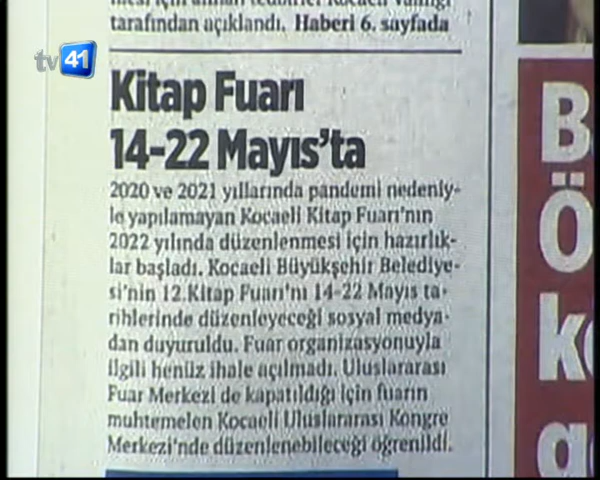 tarafından açıklandı. Haberi 6. sayfada
tv 41
Kitap Fuarı
14-22 Mayıs'ta
2020 ve 2021 yıllarında pandemi nedeniy-
le yapılamayan Kocaeli Kitap Fuarı'nın
2022 yılında düzenlenmesi için hazırlık-
lar başladı. Kocaeli Büyükşehir Belediye-
si'nin 12.Kitap Fuarı'nı 14-22 Mayıs ta-
rihlerinde düzenleyeceği sosyal medya-
dan duyuruldu. Fuar organizasyonuyla
ilgili henüz ihale açılmadı. Uluslararası
Fuar Merkezi de kapatıldığı için fuarın
muhtemelen Kocaeli Uluslararası Kongre
Merkezi'nde düzenlenebileceği öğrenildi.